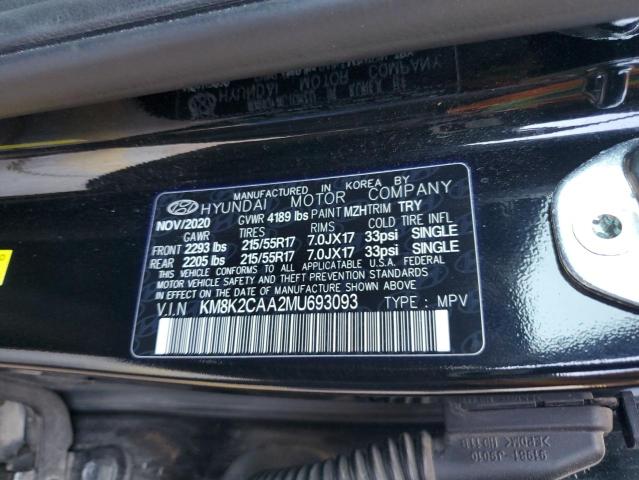 MANUFACTURED IN KOREA BY
HYUNDAI MOTOR COMPANY
NOV/2020 GVWR 4189 lbs PAINT MZH TRIM TRY
GAWR TIRES RIMS COLD TIRE INFL
FRONT 2293 lbs 215/55R17 7.0JX17 33psi SINGLE
REAR 2205 lbs 215/55R17 7.0JX17 33psi SINGLE
THIS VEHICLE CONFORMS TO ALL APPLICABLE U.S.A. FEDERAL
MOTOR VEHICLE SAFETY, BUMPER, AND THEFT PREVENTION
STANDARDS IN EFFECT ON THE DATE OF MANUFACTURE SHOWN ABOVE
V.I.N KM8K2CAA2MU693093 TYPE : MPV
91981-J9010